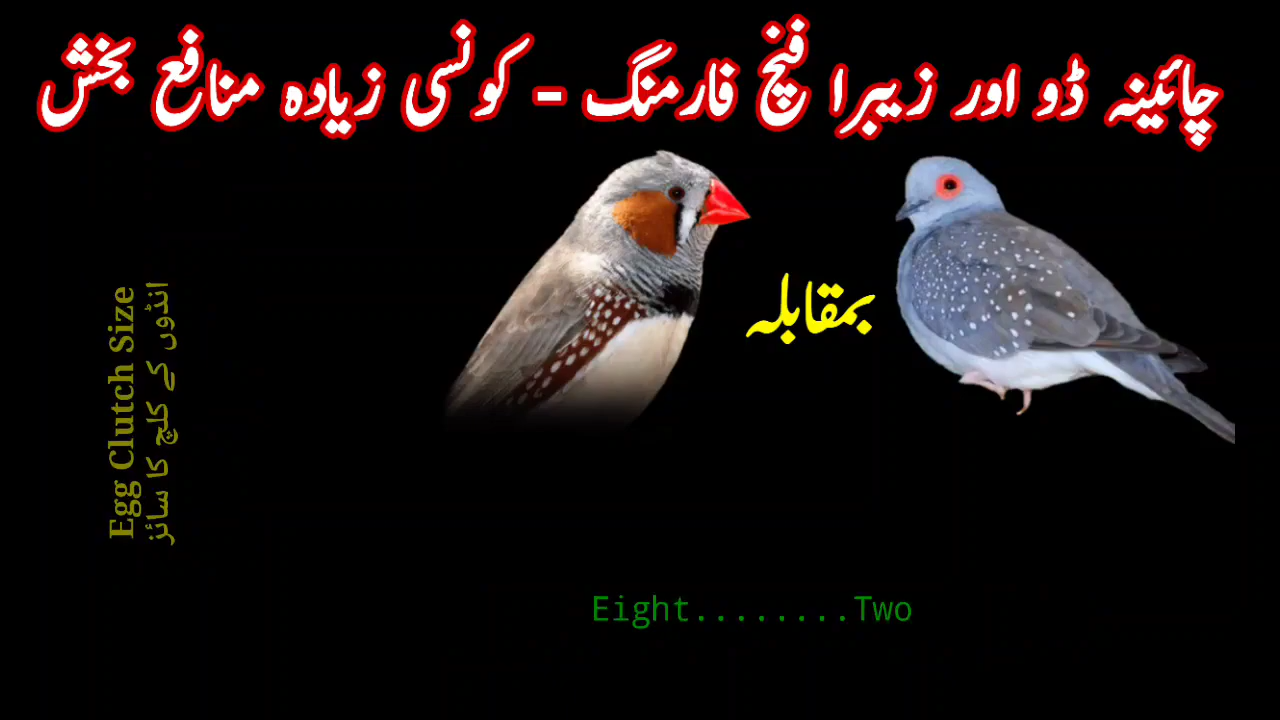 چائینہ ڈو اور زیبرا فنچ فارمنگ - کونسی زیادہ منافع بخش
بمقابلہ
Egg Clutch Size
انڈوں کے کلچ کا سائز
Eight........Two